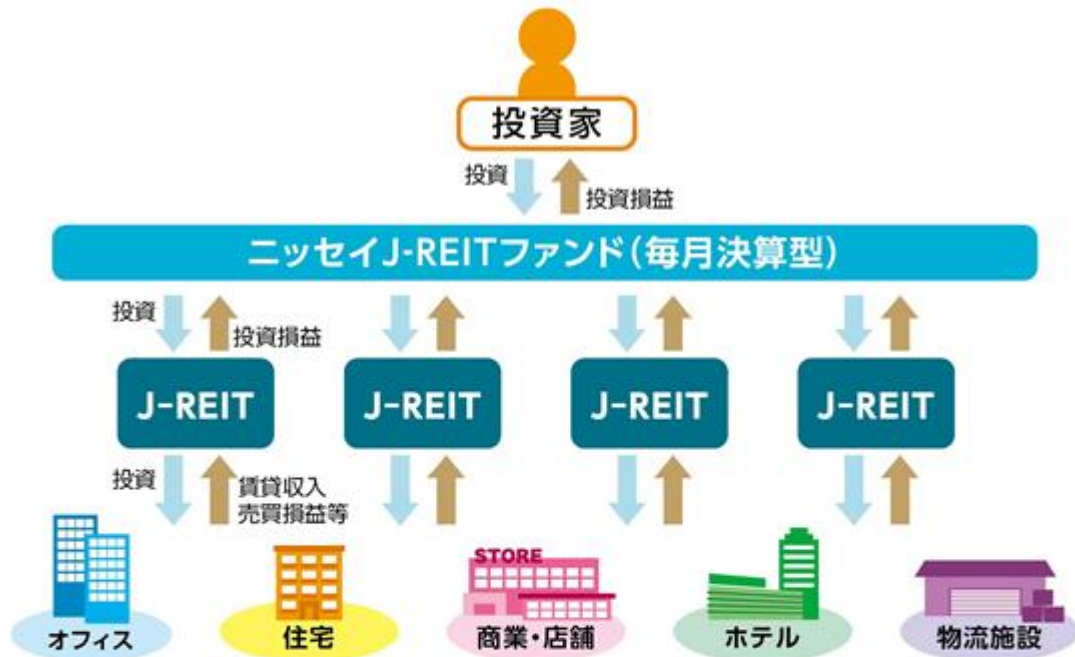 投資家
投資
投資損益
ニッセイJ-REITファンド(毎月決算型)
投資
投資損益
J-REIT
J-REIT
J-REIT
J-REIT
投資
賃貸収入
売買損益等
STORE
オフィス
住宅
商業・店舗
ホテル
物流施設